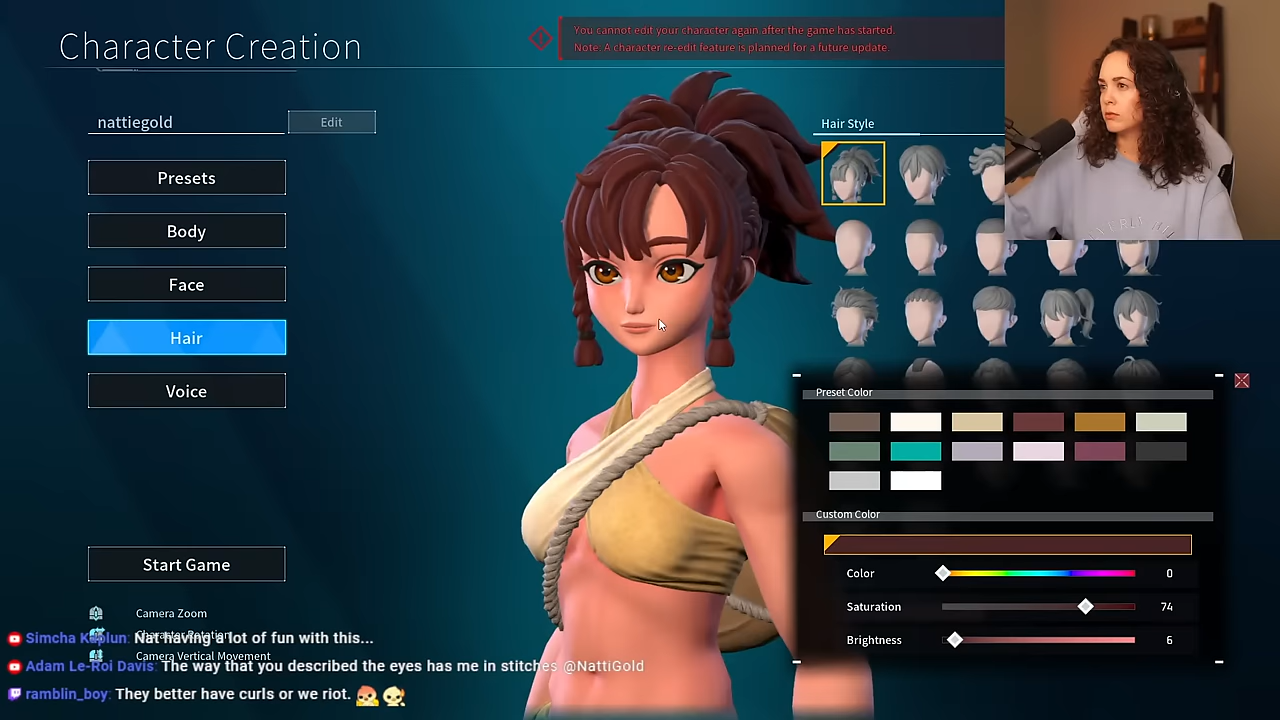 Character Creation
You cannot edit your character again after the game has started.
Note: A character re-edit feature is planned for a future update.
nattiegold
Edit
Presets
Body
Face
Hair
Voice
Start Game
Hair Style
Preset Color
Custom Color
Color
0
Saturation
74
Brightness
6
Camera Zoom
Character Rotation
Camera Vertical Movement
Simcha Kaplun: Nat having a lot of fun with this...
Adam Le-Roi Davis: The way that you described the eyes has me in stitches @NattiGold
ramblin_boy: They better have curls or we riot.